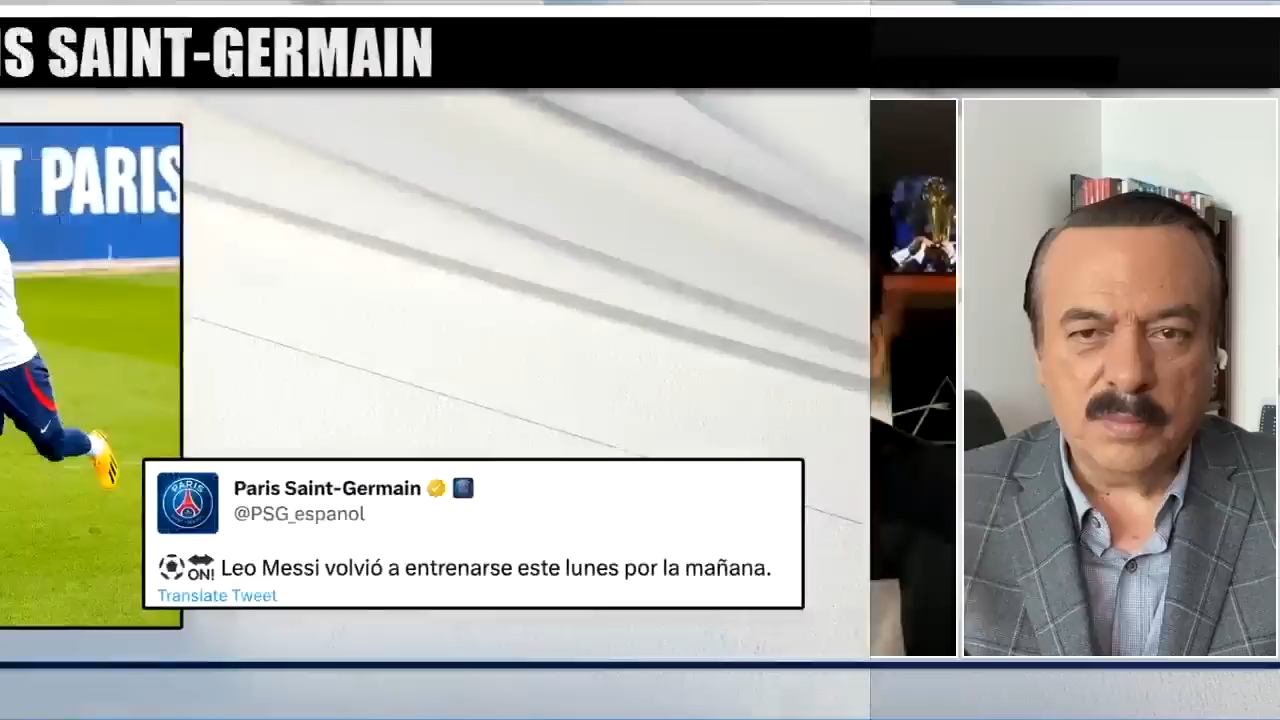 IS SAINT-GERMAIN
T PARIS
PARIS
Paris Saint-Germain
@PSG_espanol
ON! Leo Messi volvió a entrenarse este lunes por la mañana.
Translate Tweet